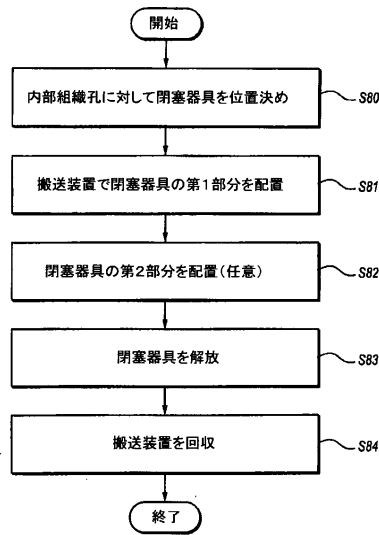 開始
内部組織孔に対して閉塞器具を位置決め
S80
搬送装置で閉塞器具の第1部分を配置
S81
閉塞器具の第2部分を配置(任意)
S82
閉塞器具を解放
S83
搬送装置を回収
S84
終了